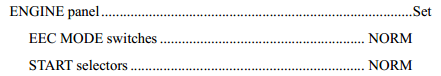 ENGINE panel..........................................................................................Set
EEC MODE switches ........................................................... NORM
START selectors ................................................................... NORM